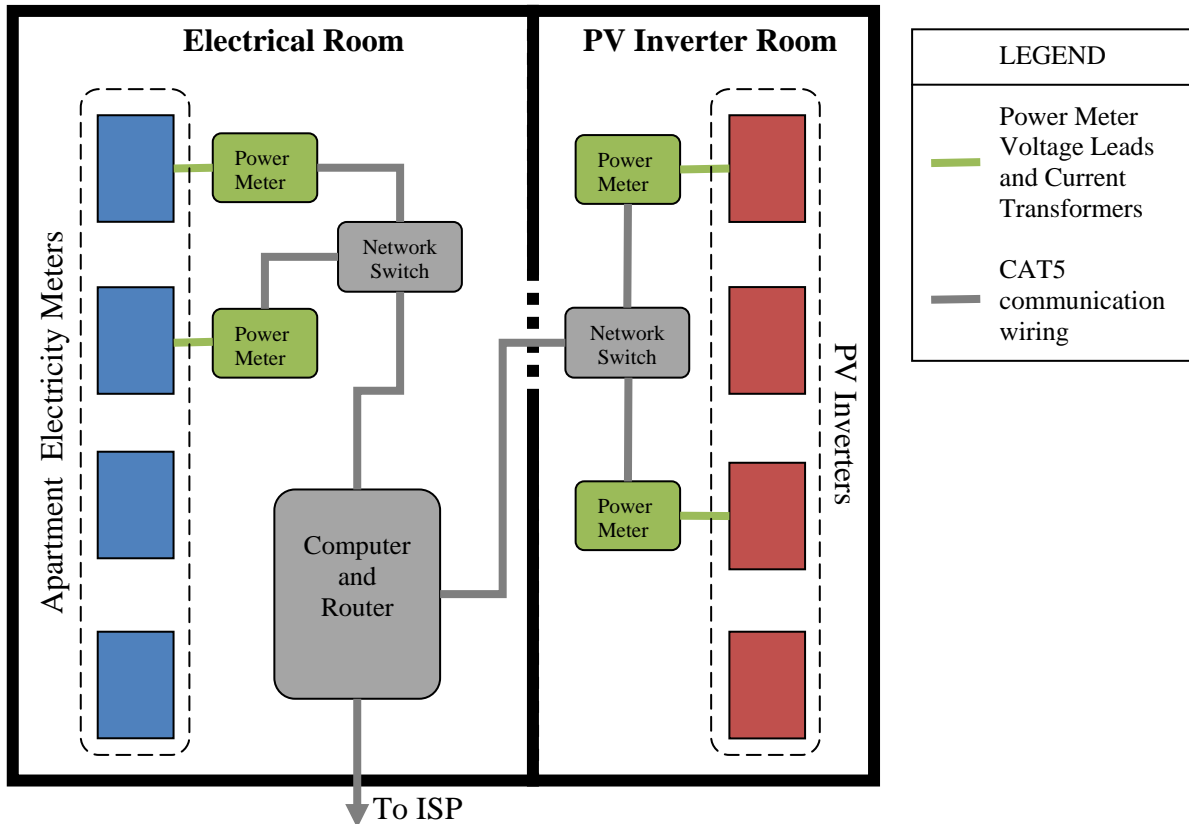 Electrical Room
PV Inverter Room
LEGEND
Power Meter
Voltage Leads
and Current
Transformers
CAT5
communication
wiring
Apartment Electricity Meters
Power
Meter
Network
Switch
Power
Meter
Computer
and
Router
To ISP
Power
Meter
Network
Switch
Power
Meter
PV Inverters